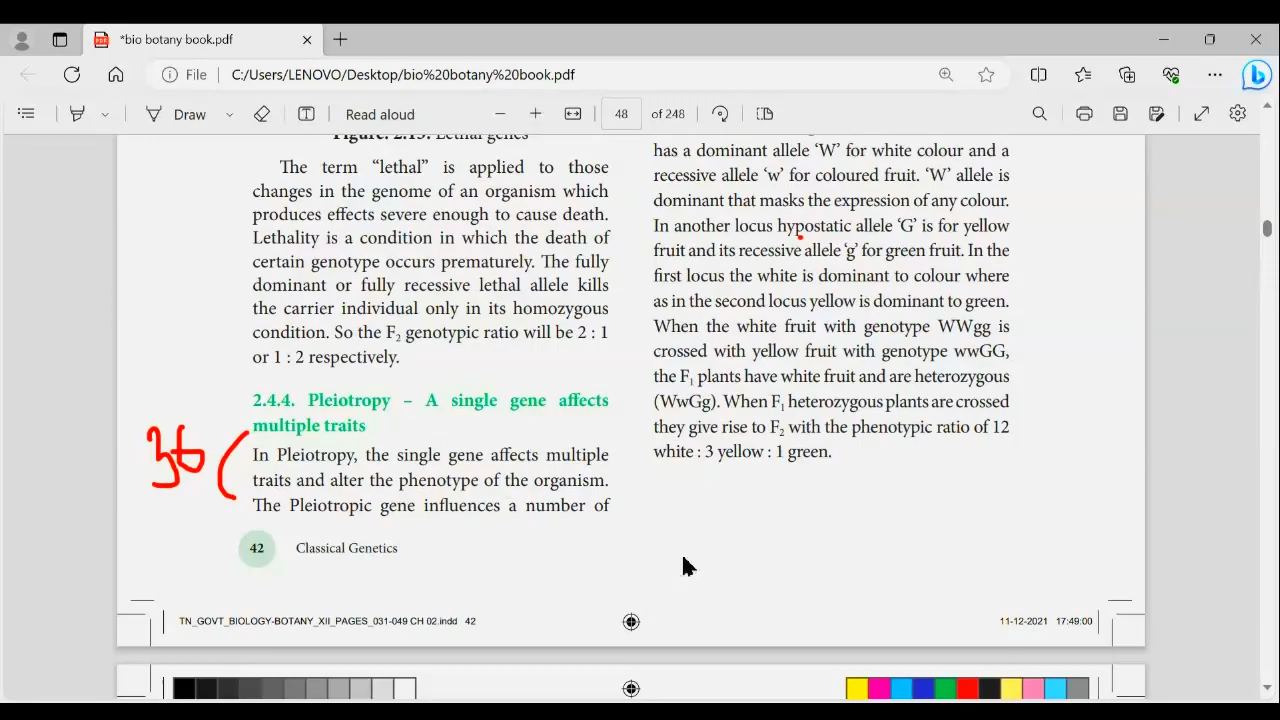 *bio botany book.pdf
File
C:/Users/LENOVO/Desktop/bio%20botany%20book.pdf
Draw
Read aloud
48
of 248
Figure. 2.13. Lethal genes
The term “lethal” is applied to those
changes in the genome of an organism which
produces effects severe enough to cause death.
Lethality is a condition in which the death of
certain genotype occurs prematurely. The fully
dominant or fully recessive lethal allele kills
the carrier individual only in its homozygous
condition. So the F₂ genotypic ratio will be 2 : 1
or 1 : 2 respectively.
2.4.4. Pleiotropy – A single gene affects
multiple traits
In Pleiotropy, the single gene affects multiple
traits and alter the phenotype of the organism.
The Pleiotropic gene influences a number of
42
Classical Genetics
has a dominant allele ‘W’ for white colour and a
recessive allele ‘w’ for coloured fruit. ‘W’ allele is
dominant that masks the expression of any colour.
In another locus hypostatic allele ‘G’ is for yellow
fruit and its recessive allele ‘g’ for green fruit. In the
first locus the white is dominant to colour where
as in the second locus yellow is dominant to green.
When the white fruit with genotype WWgg is
crossed with yellow fruit with genotype wwGG,
the F₁ plants have white fruit and are heterozygous
(WwGg). When F₁ heterozygous plants are crossed
they give rise to F₂ with the phenotypic ratio of 12
white : 3 yellow : 1 green.
TN_GOVT_BIOLOGY-BOTANY_XII_PAGES_031-049 CH 02.indd 42
11-12-2021 17:49:00